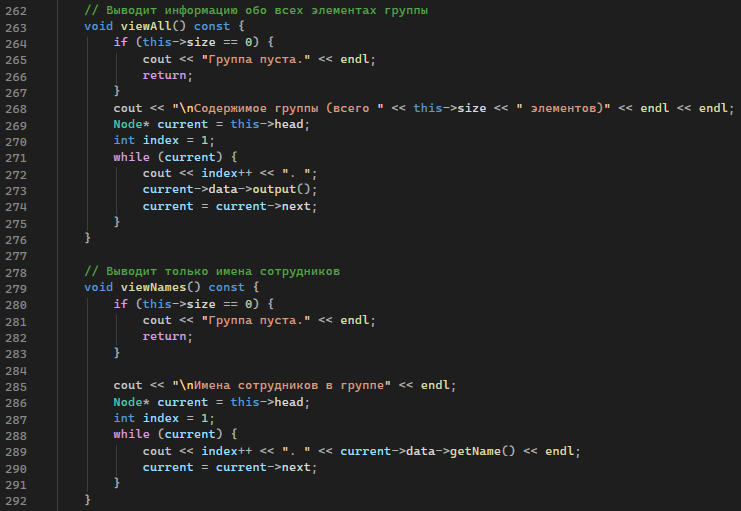 262 // Выводит информацию обо всех элементах группы
263 void viewAll() const {
264 if (this->size == 0) {
265 cout << "Группа пуста." << endl;
266 return;
267 }
268 cout << "\nСодержимое группы (всего " << this->size << " элементов)" << endl << endl;
269 Node* current = this->head;
270 int index = 1;
271 while (current) {
272 cout << index++ << ". ";
273 current->data->output();
274 current = current->next;
275 }
276 }
277
278 // Выводит только имена сотрудников
279 void viewNames() const {
280 if (this->size == 0) {
281 cout << "Группа пуста." << endl;
282 return;
283 }
284
285 cout << "\nИмена сотрудников в группе" << endl;
286 Node* current = this->head;
287 int index = 1;
288 while (current) {
289 cout << index++ << ". " << current->data->getName() << endl;
290 current = current->next;
291 }
292 }